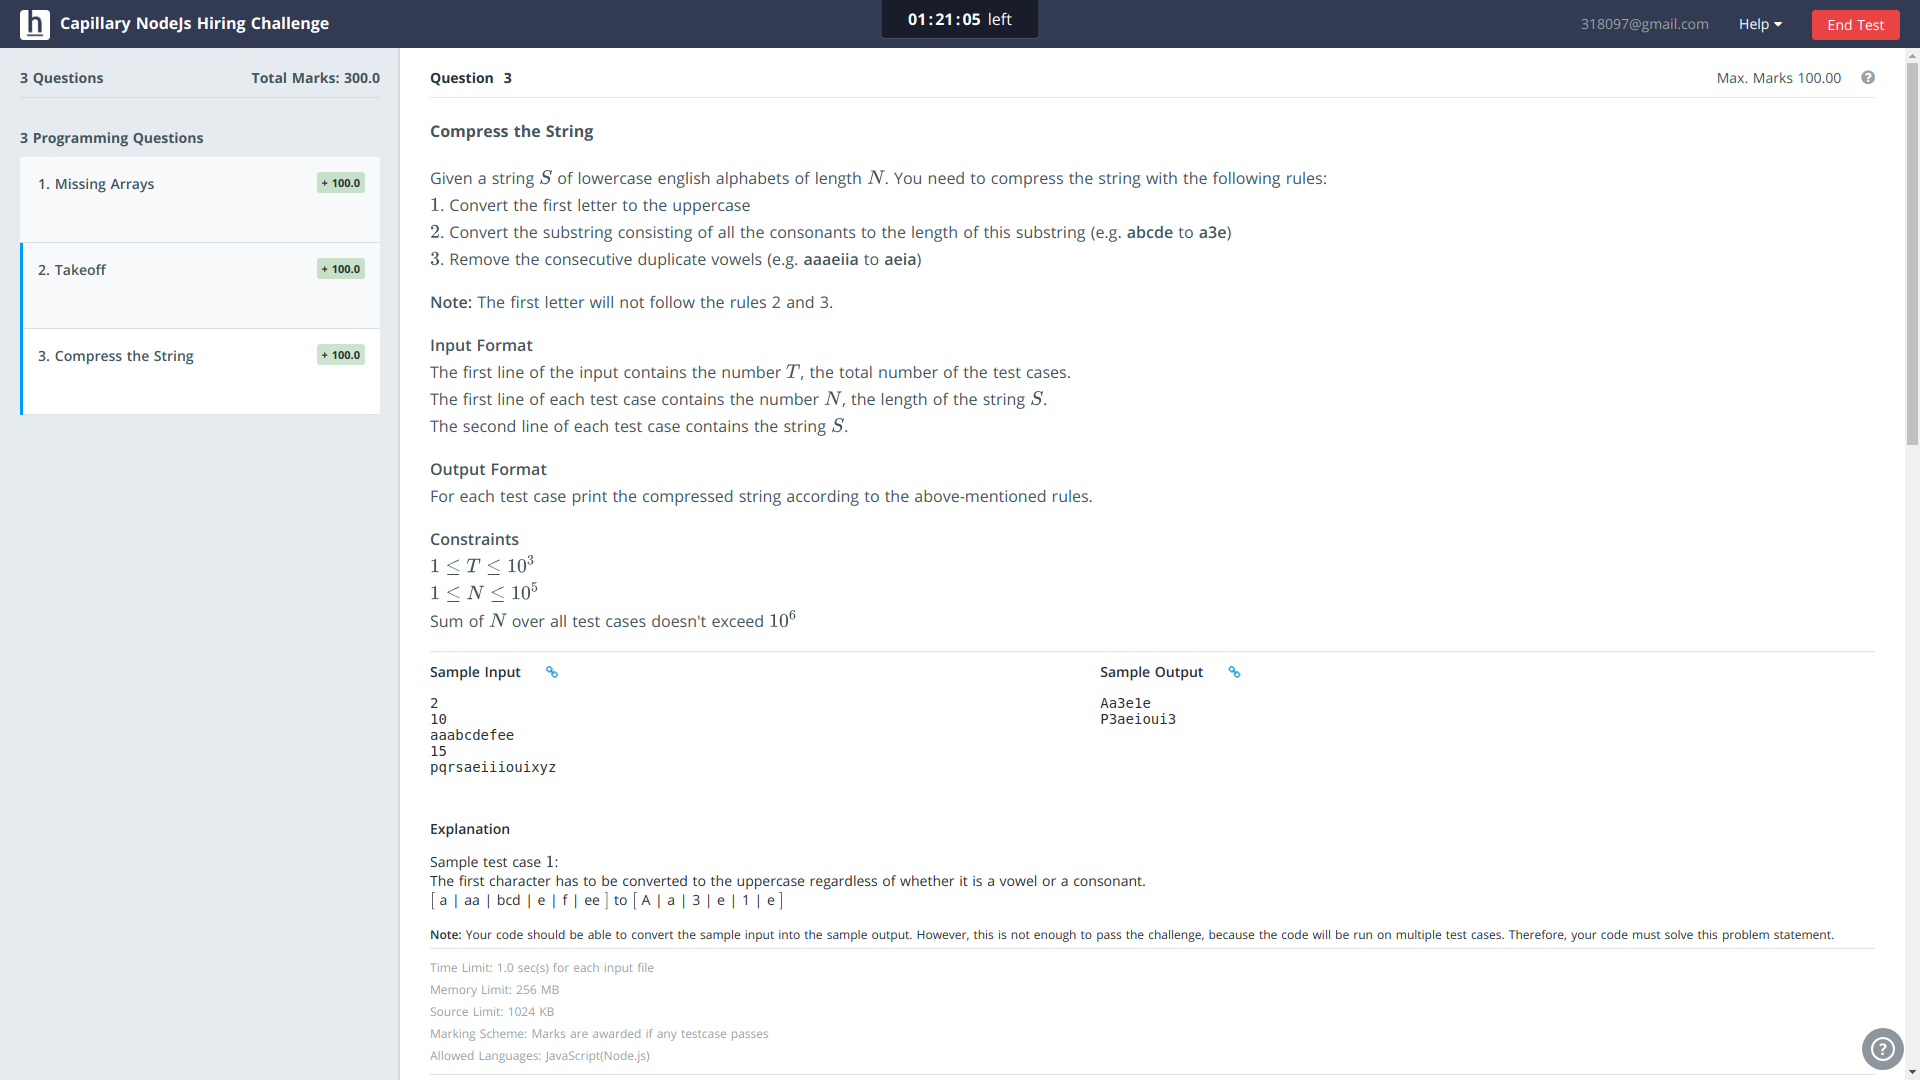 h Capillary NodeJs Hiring Challenge
01:21:05 left
318097@gmail.com
Help
End Test
3 Questions
Total Marks: 300.0
3 Programming Questions
1. Missing Arrays
+ 100.0
2. Takeoff
+ 100.0
3. Compress the String
+ 100.0
Question 3
Max. Marks 100.00
?
Compress the String
Given a string S of lowercase english alphabets of length N. You need to compress the string with the following rules:
1. Convert the first letter to the uppercase
2. Convert the substring consisting of all the consonants to the length of this substring (e.g. abcde to a3e)
3. Remove the consecutive duplicate vowels (e.g. aaaeiia to aeia)
Note: The first letter will not follow the rules 2 and 3.
Input Format
The first line of the input contains the number T, the total number of the test cases.
The first line of each test case contains the number N, the length of the string S.
The second line of each test case contains the string S.
Output Format
For each test case print the compressed string according to the above-mentioned rules.
Constraints
1 ≤ T ≤ 10³
1 ≤ N ≤ 10⁵
Sum of N over all test cases doesn't exceed 10⁶
Sample Input
2
10
aaabcdefee
15
pqrsaeiiiouixyz
Sample Output
Aa3e1e
P3aeioui3
Explanation
Sample test case 1:
The first character has to be converted to the uppercase regardless of whether it is a vowel or a consonant.
[ a | aa | bcd | e | f | ee ] to [ A | a | 3 | e | 1 | e ]
Note: Your code should be able to convert the sample input into the sample output. However, this is not enough to pass the challenge, because the code will be run on multiple test cases. Therefore, your code must solve this problem statement.
Time Limit: 1.0 sec(s) for each input file
Memory Limit: 256 MB
Source Limit: 1024 KB
Marking Scheme: Marks are awarded if any testcase passes
Allowed Languages: JavaScript(Node.js)
?